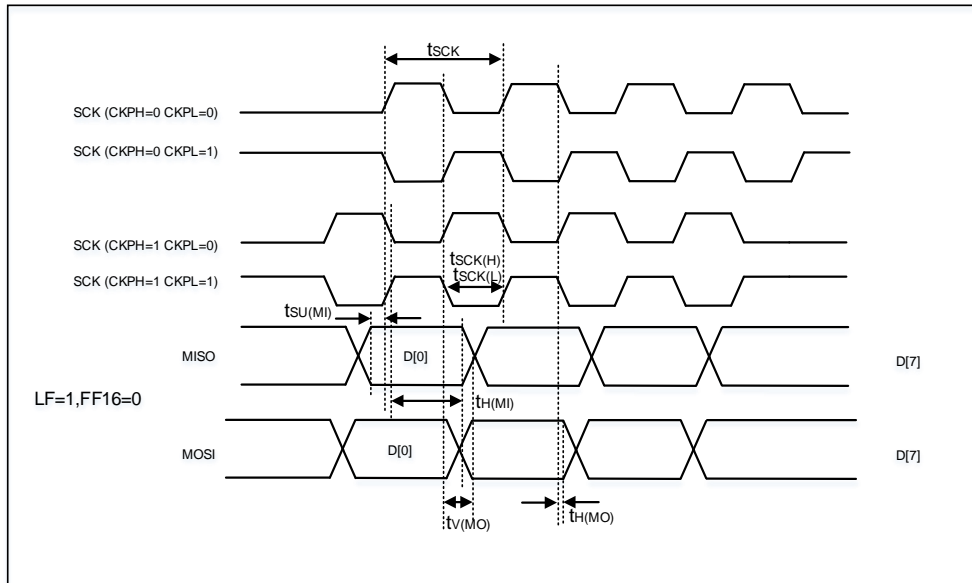 tSCK
SCK (CKPH=0 CKPL=0)
SCK (CKPH=0 CKPL=1)
SCK (CKPH=1 CKPL=0)
tSCK(H)
tSCK(L)
SCK (CKPH=1 CKPL=1)
tSU(MI)
MISO
D[0]
D[7]
LF=1,FF16=0
tH(MI)
MOSI
D[0]
D[7]
tV(MO)
tH(MO)